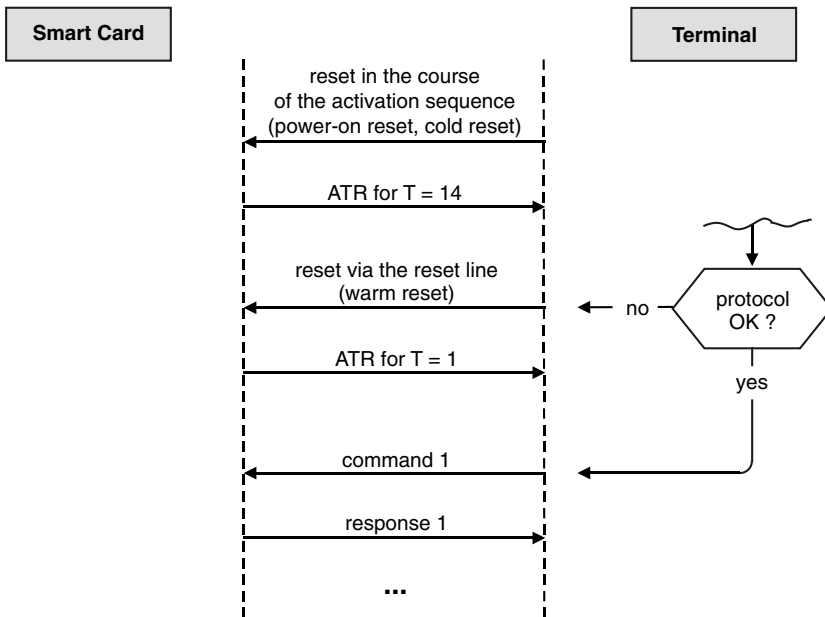 Smart Card
Terminal
reset in the course
of the activation sequence
(power-on reset, cold reset)
ATR for T = 14
reset via the reset line
(warm reset)
no
protocol
OK ?
ATR for T = 1
yes
command 1
response 1
...